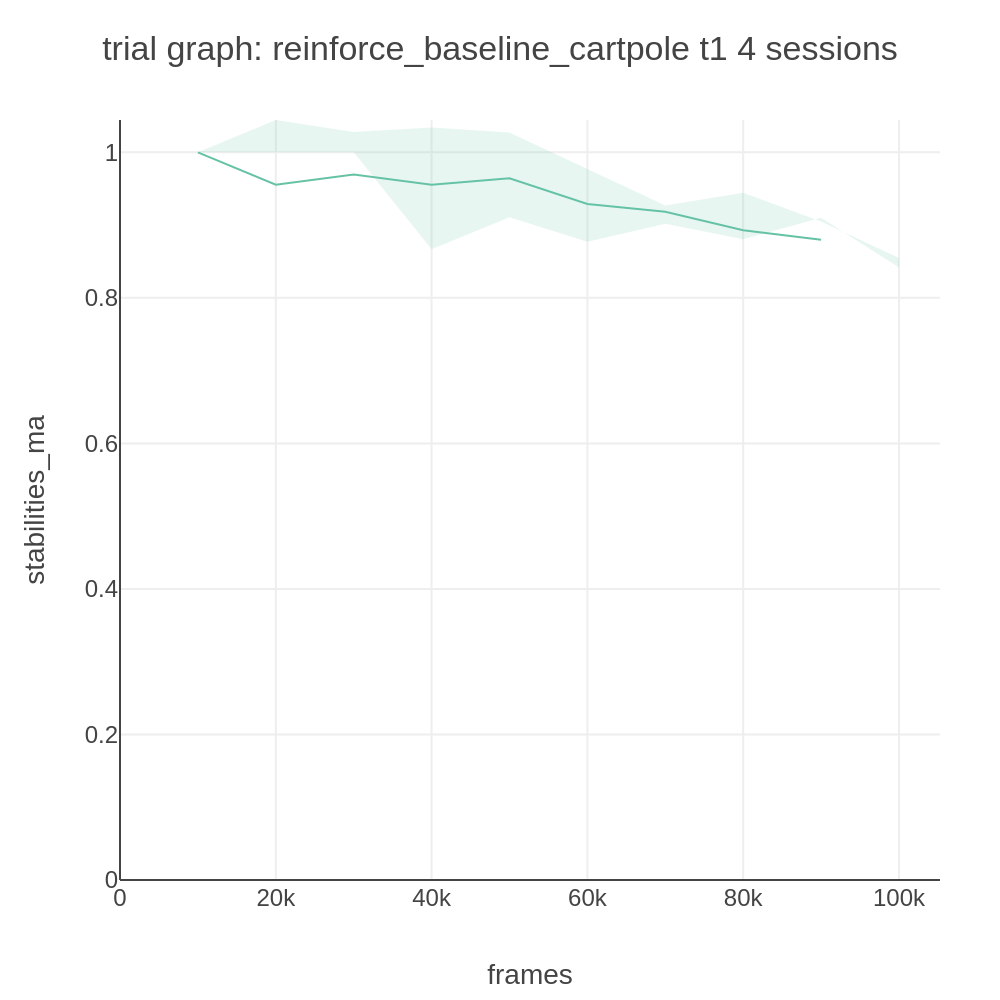 trial graph: reinforce_baseline_cartpole t1 4 sessions
stabilities_ma
1
0.8
0.6
0.4
0.2
0
0
20k
40k
60k
80k
100k
frames